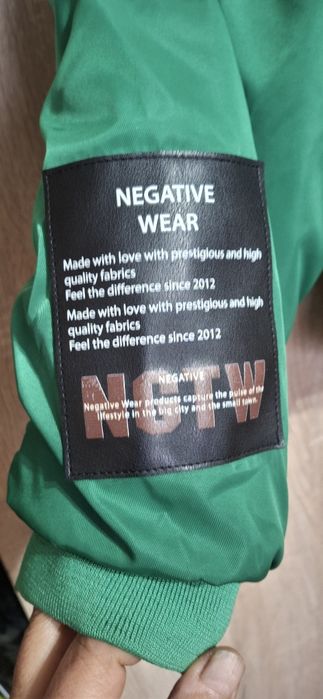 NEGATIVE
WEAR
Made with love with prestigious and high
quality fabrics
Feel the difference since 2012
Made with love with prestigious and high
quality fabrics
Feel the difference since 2012
NGTW
NEGATIVE
Negative Wear products capture the pulse of the
lifestyle in the big city and the small town.